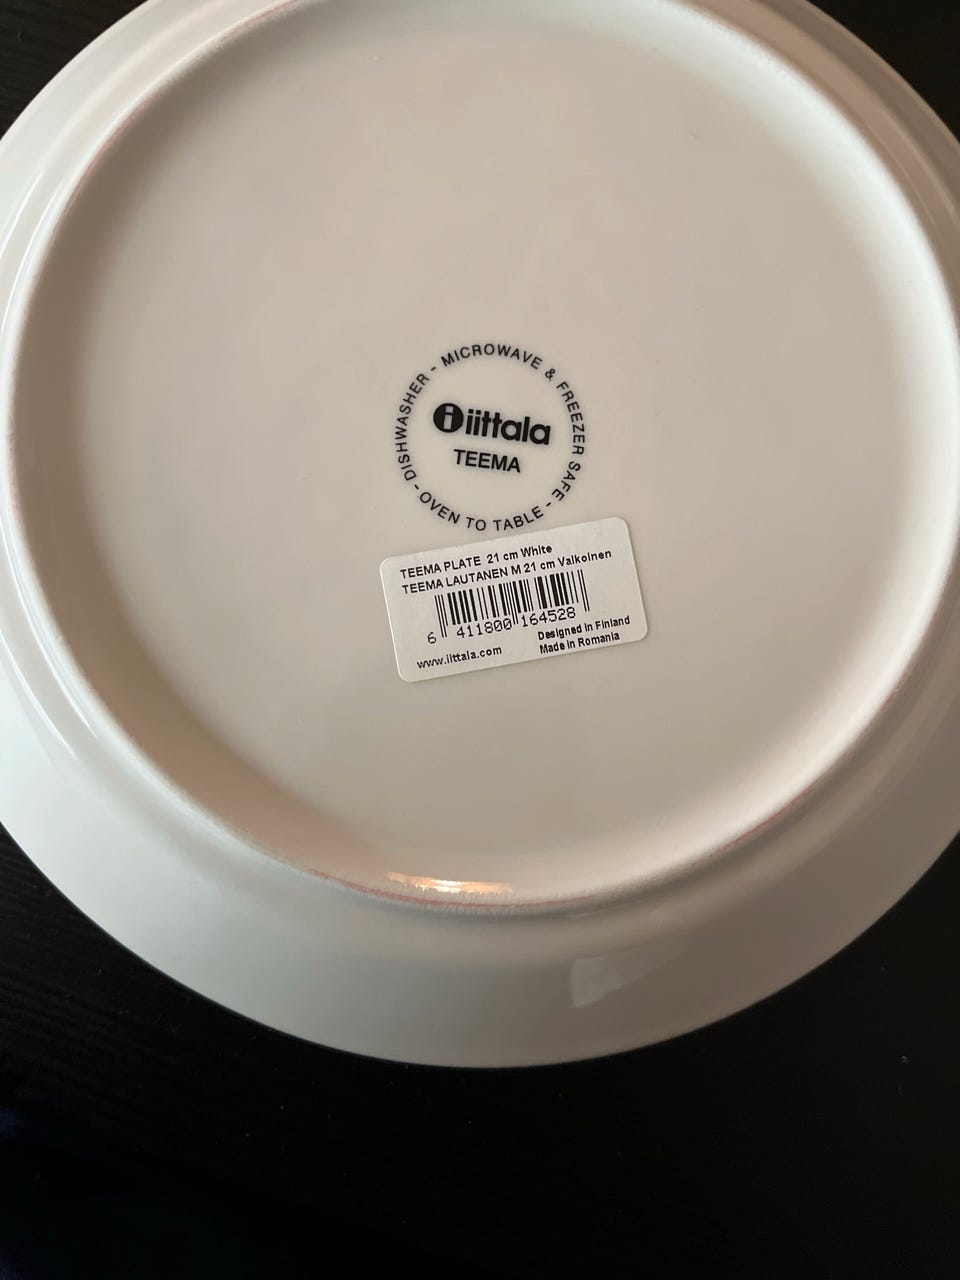 DISHWASHER - MICROWAVE & FREEZER SAFE - OVEN TO TABLE -
i iittala
TEEMA
TEEMA PLATE 21 cm White
TEEMA LAUTANEN M 21 cm Valkoinen
6 411800 164528
Designed in Finland
www.iittala.com Made in Romania